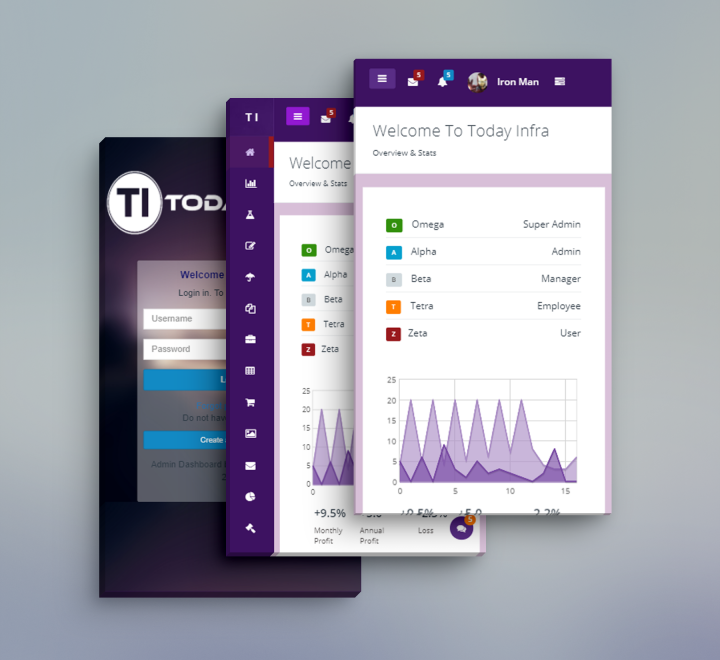 5 5 Iron Man
Welcome To Today Infra
Overview & Stats
O Omega Super Admin
A Alpha Admin
B Beta Manager
T Tetra Employee
Z Zeta User
25
20
15
10
5
0
0 5 10 15
2.2%
TI 5
Welcome
Overview & Stats
O Omega
A Alpha
B Beta
T Tetra
Z Zeta
25
20
15
10
5
0
0
+9.5%
Monthly Profit
Annual Profit
Loss
5
TI TODA
Welcome
Login in. To
Username
Password
L
Do not hav
Create
Admin Dashboard
2